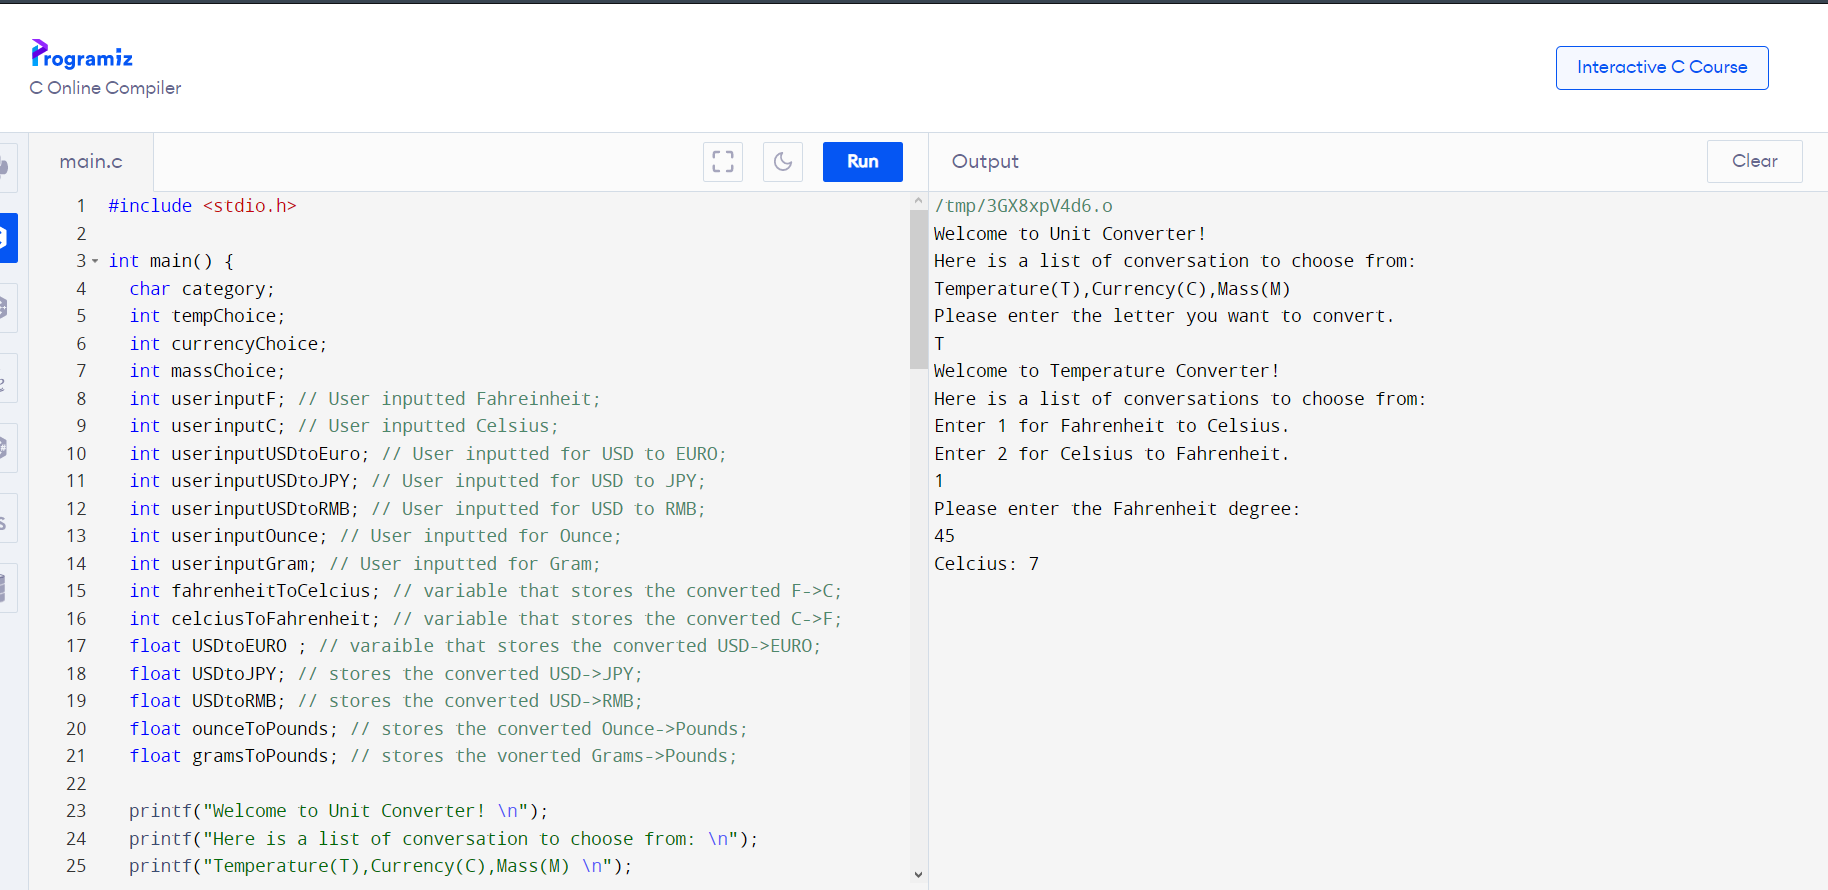 Programiz
C Online Compiler
Interactive C Course
main.c
Run
Output
Clear
1 #include <stdio.h>
2
3 int main() {
4 char category;
5 int tempChoice;
6 int currencyChoice;
7 int massChoice;
8 int userinputF; // User inputted Fahreinheit;
9 int userinputC; // User inputted Celsius;
10 int userinputUSDtoEuro; // User inputted for USD to EURO;
11 int userinputUSDtoJPY; // User inputted for USD to JPY;
12 int userinputUSDtoRMB; // User inputted for USD to RMB;
13 int userinputOunce; // User inputted for Ounce;
14 int userinputGram; // User inputted for Gram;
15 int fahrenheitToCelcius; // variable that stores the converted F->C;
16 int celciusToFahrenheit; // variable that stores the converted C->F;
17 float USDtoEURO ; // varaible that stores the converted USD->EURO;
18 float USDtoJPY; // stores the converted USD->JPY;
19 float USDtoRMB; // stores the converted USD->RMB;
20 float ounceToPounds; // stores the converted Ounce->Pounds;
21 float gramsToPounds; // stores the vonerted Grams->Pounds;
22
23 printf("Welcome to Unit Converter! \n");
24 printf("Here is a list of conversation to choose from: \n");
25 printf("Temperature(T),Currency(C),Mass(M) \n");
/tmp/3GX8xpV4d6.o
Welcome to Unit Converter!
Here is a list of conversation to choose from:
Temperature(T),Currency(C),Mass(M)
Please enter the letter you want to convert.
T
Welcome to Temperature Converter!
Here is a list of conversations to choose from:
Enter 1 for Fahrenheit to Celsius.
Enter 2 for Celsius to Fahrenheit.
1
Please enter the Fahrenheit degree:
45
Celcius: 7